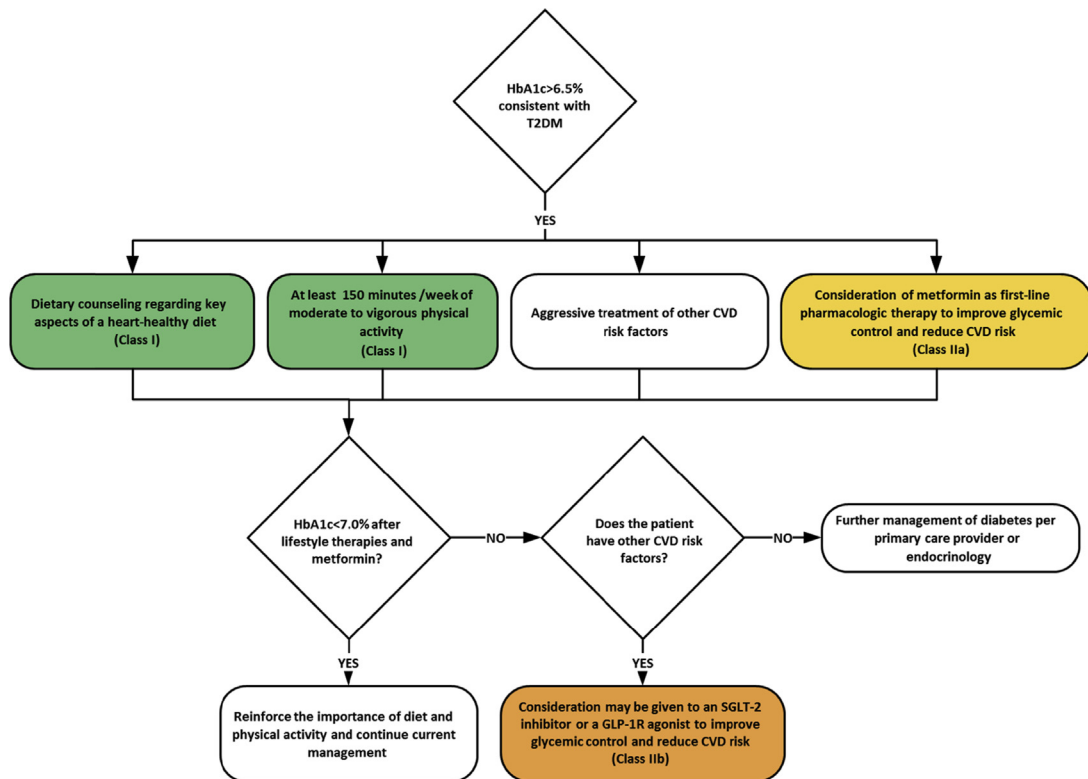 HbA1c>6.5%
consistent with
T2DM
YES
Dietary counseling regarding key
aspects of a heart-healthy diet
(Class I)
At least 150 minutes /week of
moderate to vigorous physical
activity
(Class I)
Aggressive treatment of other CVD
risk factors
Consideration of metformin as first-line
pharmacologic therapy to improve glycemic
control and reduce CVD risk
(Class IIa)
HbA1c<7.0% after
lifestyle therapies and
metformin?
NO
Does the patient
have other CVD risk
factors?
NO
Further management of diabetes per
primary care provider or
endocrinology
YES
YES
Reinforce the importance of diet and
physical activity and continue current
management
Consideration may be given to an SGLT-2
inhibitor or a GLP-1R agonist to improve
glycemic control and reduce CVD risk
(Class IIb)